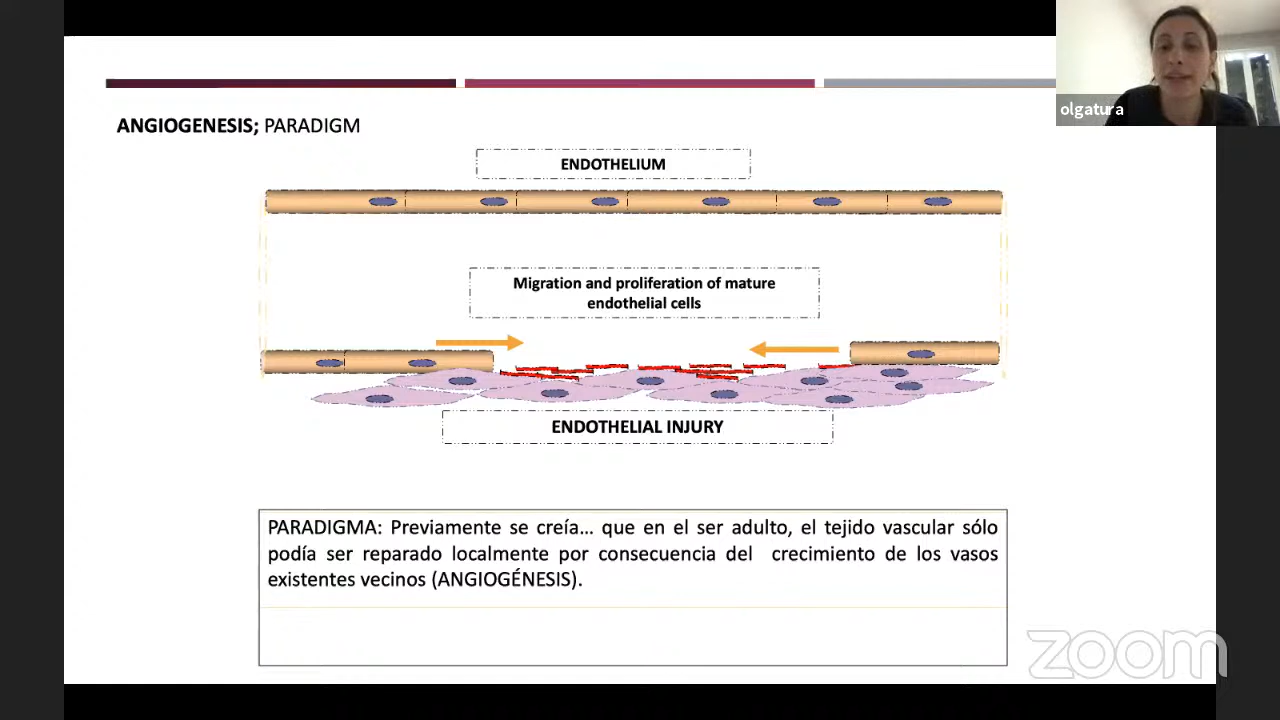 olgatura
ANGIOGENESIS; PARADIGM
ENDOTHELIUM
Migration and proliferation of mature
endothelial cells
ENDOTHELIAL INJURY
PARADIGMA: Previamente se creía... que en el ser adulto, el tejido vascular sólo
podía ser reparado localmente por consecuencia del crecimiento de los vasos
existentes vecinos (ANGIOGÉNESIS).
zoom